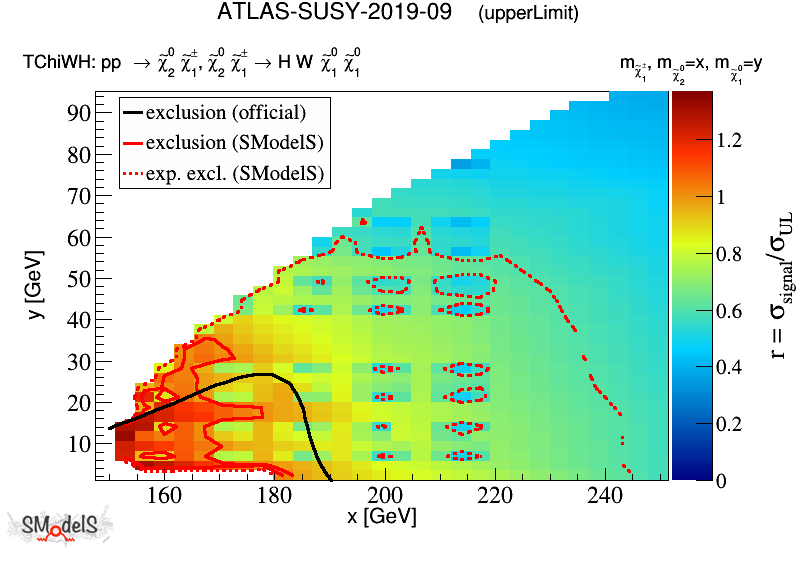 ATLAS-SUSY-2019-09 (upperLimit)
TChiWH: pp → χ̃⁰₂ χ̃±₁, χ̃⁰₂ χ̃±₁ → H W χ̃⁰₁ χ̃⁰₁
m_χ̃±₁, m_χ̃⁰₂=x, m_χ̃⁰₁=y
exclusion (official)
exclusion (SModelS)
exp. excl. (SModelS)
90
80
70
60
50
40
30
20
10
y [GeV]
160 180 200 220 240
x [GeV]
1.2
1
0.8
0.6
0.4
0.2
0
r = σ_signal/σ_UL
SModelS